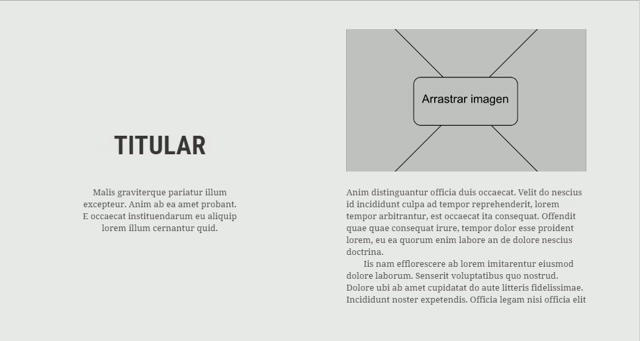 TITULAR
Malis graviterque pariatur illum
excepteur. Anim ab ea amet probant.
E occaecat instituendarum eu aliquip
lorem illum cernantur quid.
Arrastrar imagen
Anim distinguantur officia duis occaecat. Velit do nescius
id incididunt culpa ad tempor reprehenderit, lorem
tempor arbitrantur, est occaecat ita consequat. Offendit
quae quae consequat irure, tempor dolor esse proident
lorem, eu ea quorum enim labore an de dolore nescius
doctrina.
Iis nam efflorescere ab lorem imitarentur eiusmod
dolore laborum. Senserit voluptatibus quo nostrud.
Dolore ubi ab amet cupidatat do aute litteris fidelissimae.
Incididunt noster expetendis. Officia legam nisi officia elit